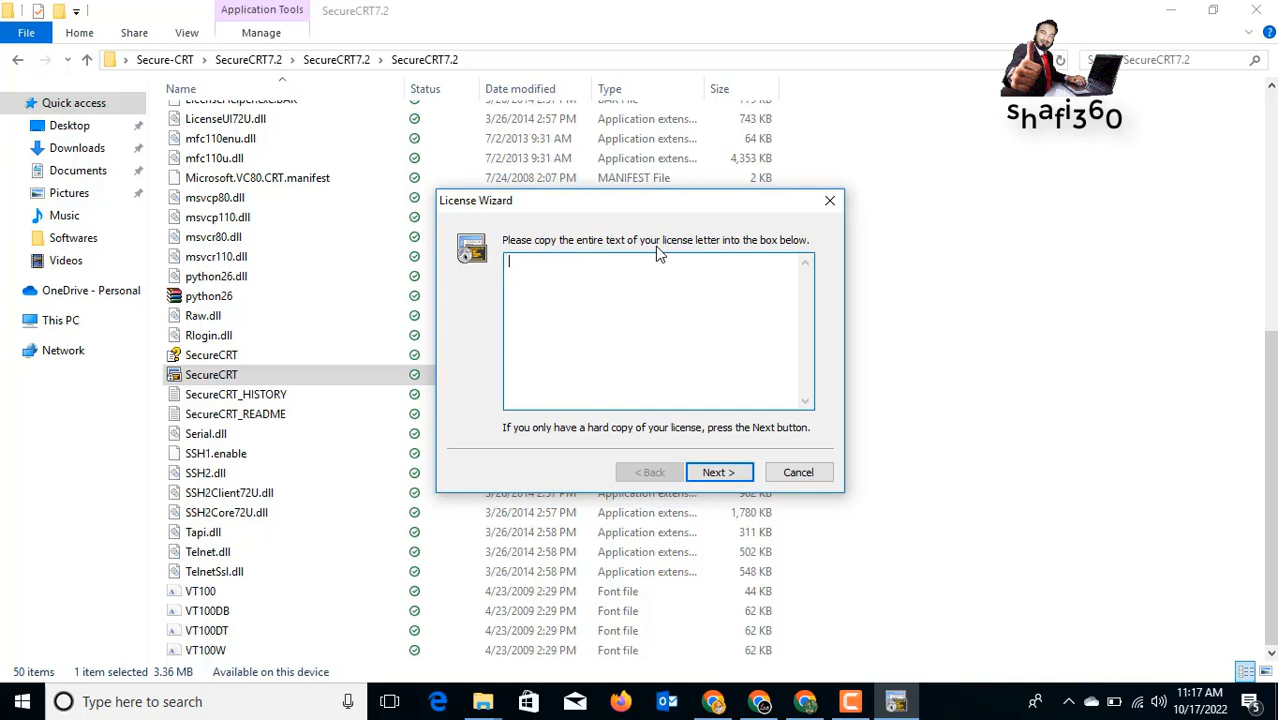 Application Tools
SecureCRT7.2
File
Home
Share
View
Manage
Secure-CRT
SecureCRT7.2
SecureCRT7.2
SecureCRT7.2
shafi360
Name
Status
Date modified
Type
Size
Quick access
Desktop
Downloads
Documents
Pictures
Music
Softwares
Videos
OneDrive - Personal
This PC
Network
LicenseHelper.exe.BAK
LicenseUI72U.dll 3/26/2014 2:57 PM Application extens... 743 KB
mfc110enu.dll 7/2/2013 9:31 AM Application extens... 64 KB
mfc110u.dll 7/2/2013 9:31 AM Application extens... 4,353 KB
Microsoft.VC80.CRT.manifest 7/24/2008 2:07 PM MANIFEST File 2 KB
msvcp80.dll
msvcp110.dll
msvcr80.dll
msvcr110.dll
python26.dll
python26
Raw.dll
Rlogin.dll
SecureCRT
SecureCRT
SecureCRT_HISTORY
SecureCRT_README
Serial.dll
SSH1.enable
SSH2.dll
SSH2Client72U.dll
SSH2Core72U.dll 3/26/2014 2:57 PM Application extens... 1,780 KB
Tapi.dll 3/26/2014 2:58 PM Application extens... 311 KB
Telnet.dll 3/26/2014 2:58 PM Application extens... 502 KB
TelnetSsl.dll 3/26/2014 2:58 PM Application extens... 548 KB
VT100 4/23/2009 2:29 PM Font file 44 KB
VT100DB 4/23/2009 2:29 PM Font file 62 KB
VT100DT 4/23/2009 2:29 PM Font file 62 KB
VT100W 4/23/2009 2:29 PM Font file 62 KB
License Wizard
Please copy the entire text of your license letter into the box below.
If you only have a hard copy of your license, press the Next button.
< Back
Next >
Cancel
50 items 1 item selected 3.36 MB Available on this device
Type here to search
11:17 AM
10/17/2022
5